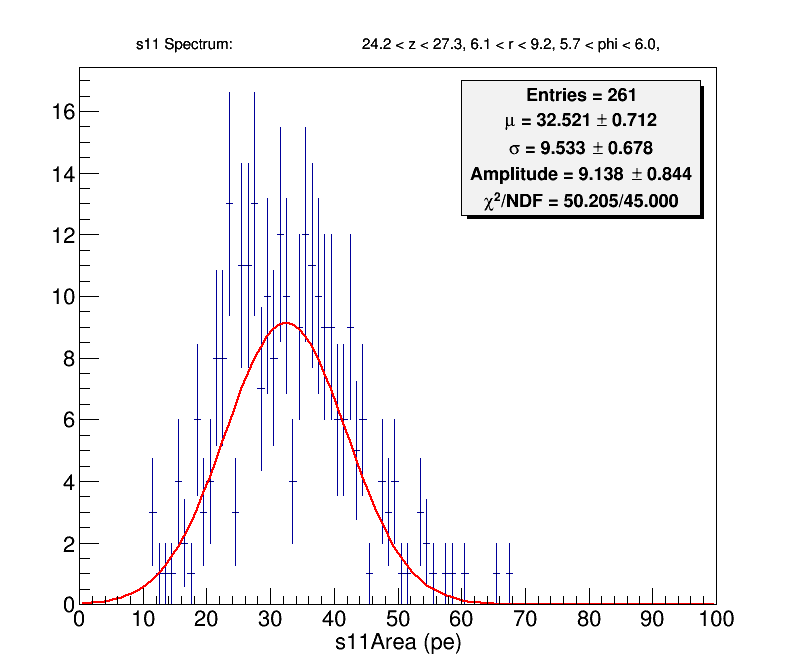 s11 Spectrum: 24.2 < z < 27.3, 6.1 < r < 9.2, 5.7 < phi < 6.0,
Entries = 261
μ = 32.521 ± 0.712
σ = 9.533 ± 0.678
Amplitude = 9.138 ± 0.844
χ²/NDF = 50.205/45.000
16
14
12
10
8
6
4
2
0
0 10 20 30 40 50 60 70 80 90 100
s11Area (pe)